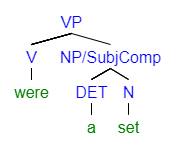 VP
V NP/SubjComp
were DET N
a set